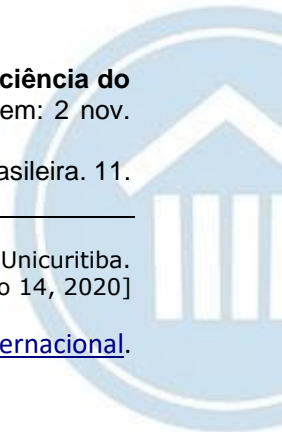 ciência do
em: 2 nov.
asileira. 11.
Unicuritiba.
o 14, 2020]
ernacional.